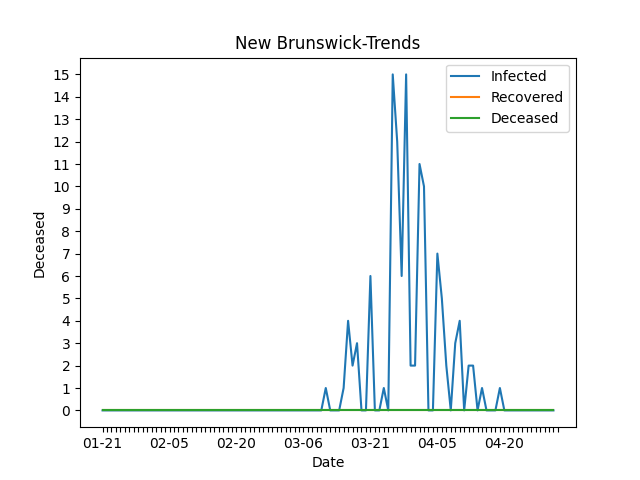 New Brunswick-Trends
Infected
Recovered
Deceased
15
14
13
12
11
10
9
8
7
6
5
4
3
2
1
0
Deceased
01-21 02-05 02-20 03-06 03-21 04-05 04-20
Date